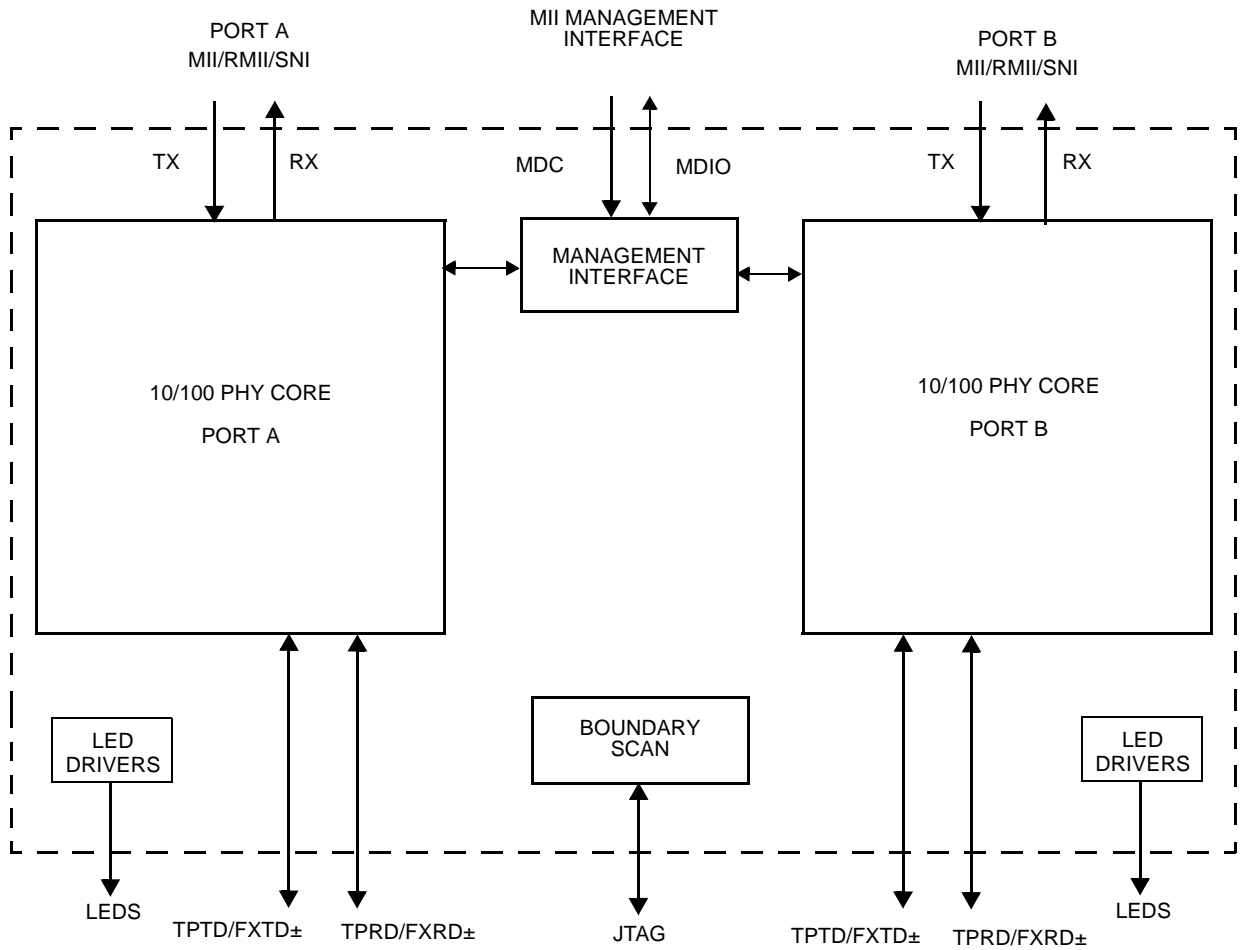 PORT A
MII/RMII/SNI
MII MANAGEMENT
INTERFACE
PORT B
MII/RMII/SNI
TX
RX
MDC
MDIO
TX
RX
MANAGEMENT
INTERFACE
10/100 PHY CORE
PORT A
10/100 PHY CORE
PORT B
LED
DRIVERS
BOUNDARY
SCAN
LED
DRIVERS
LEDS
TPTD/FXTD±
TPRD/FXRD±
JTAG
TPTD/FXTD±
TPRD/FXRD±
LEDS